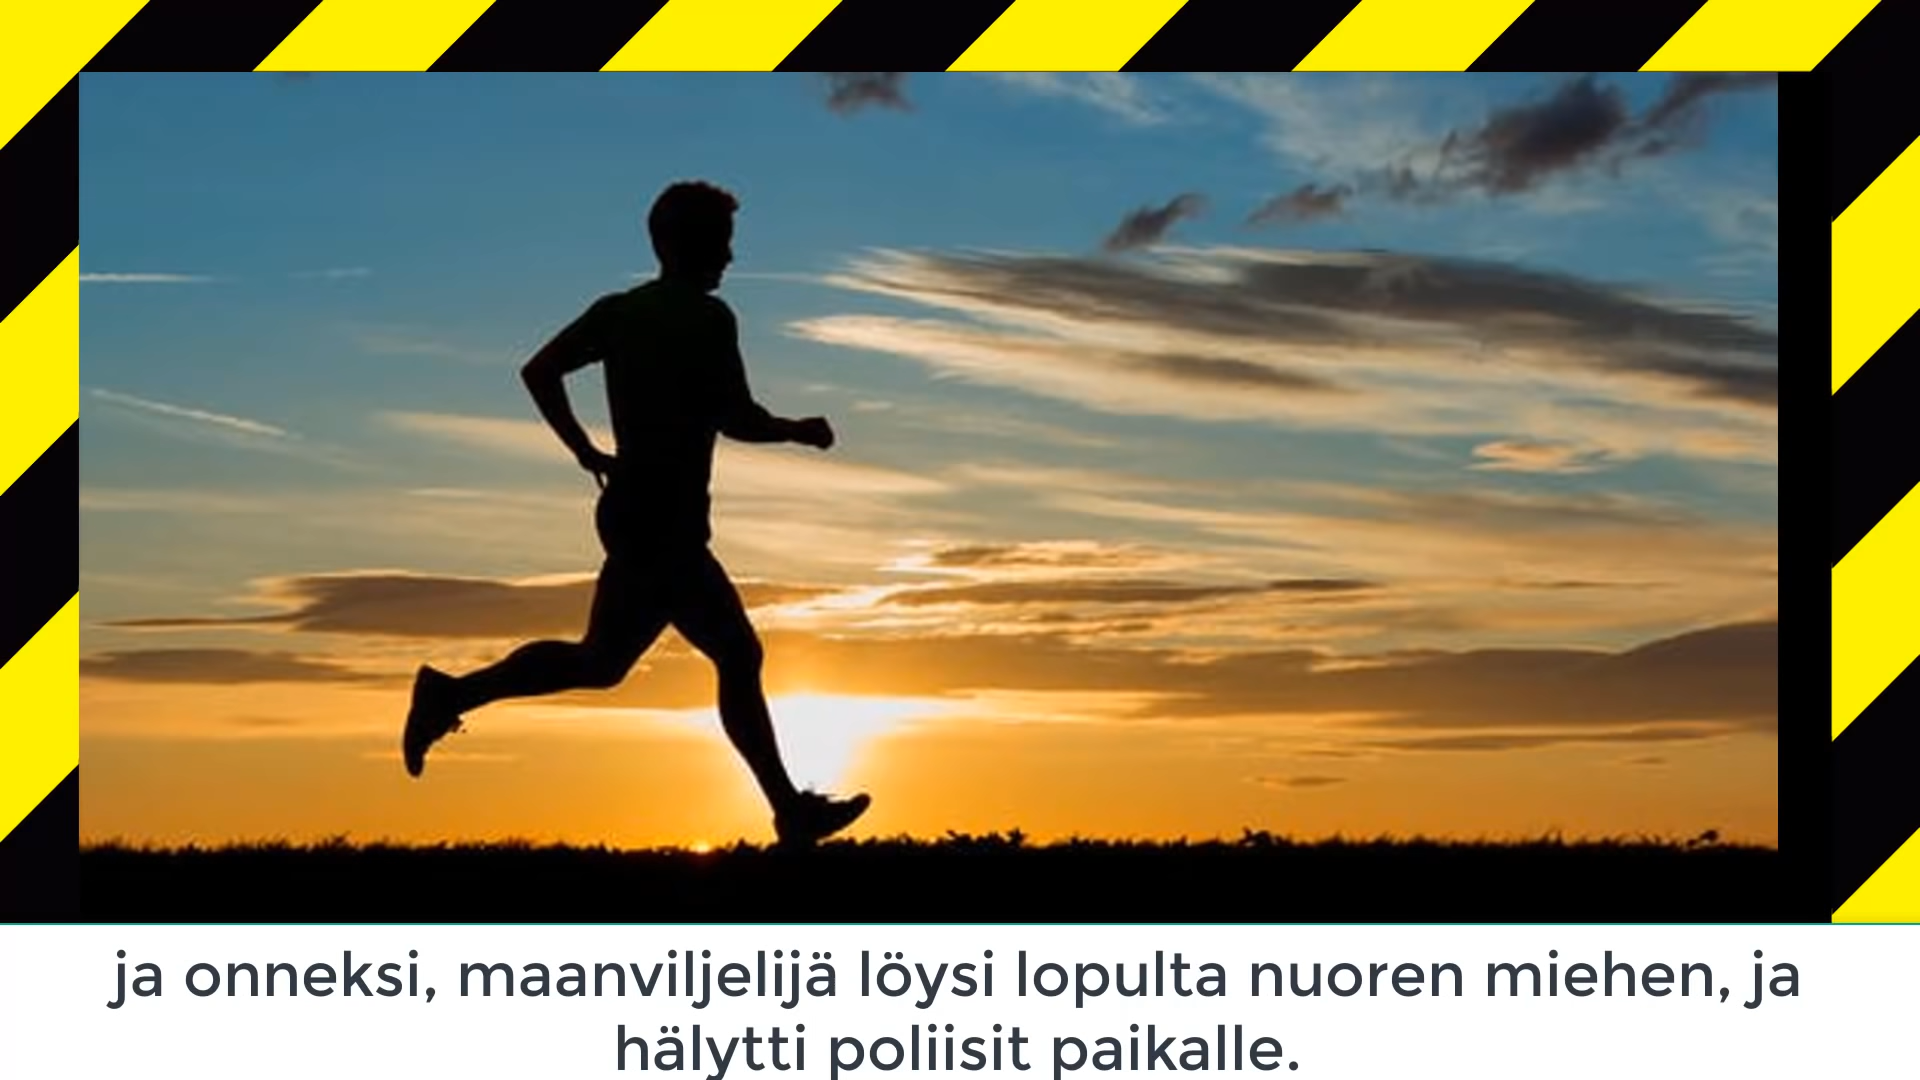 ja onneksi, maanviljelijä löysi lopulta nuoren miehen, ja
hälytti poliisit paikalle.